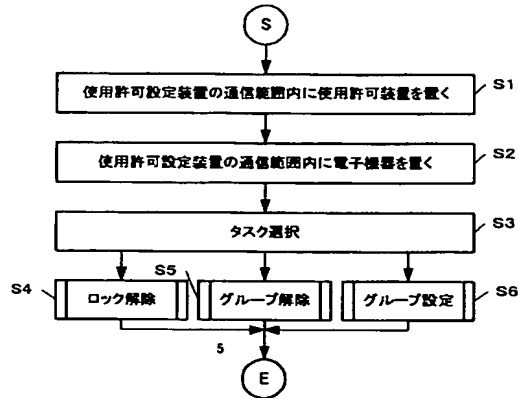 S
使用許可設定装置の通信範囲内に使用許可装置を置く
S1
使用許可設定装置の通信範囲内に電子機器を置く
S2
タスク選択
S3
S4
ロック解除
S5
グループ解除
グループ設定
S6
5
E